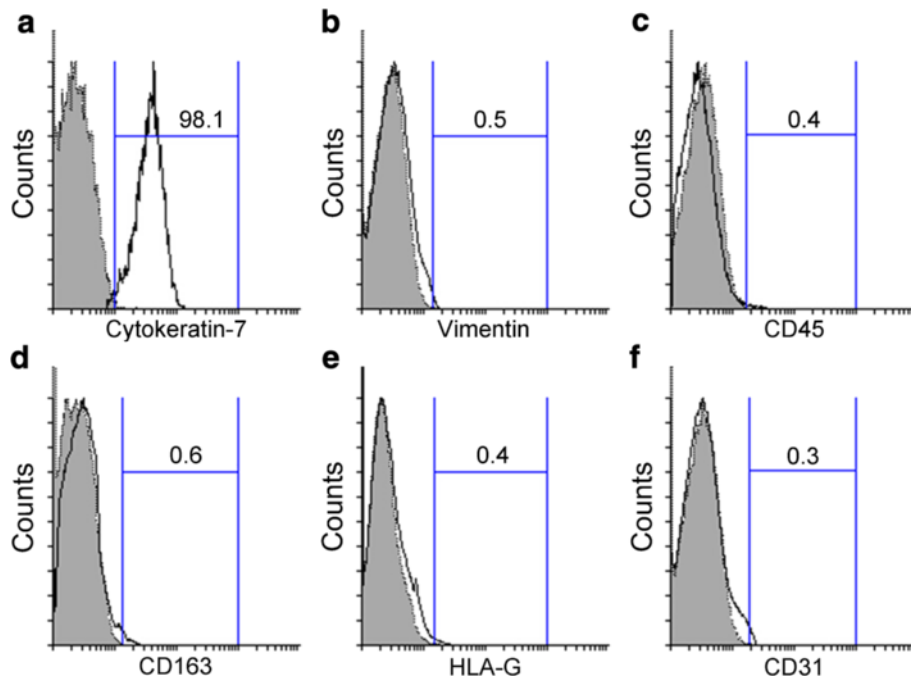 a
98.1
Counts
Cytokeratin-7
b
0.5
Counts
Vimentin
c
0.4
Counts
CD45
d
0.6
Counts
CD163
e
0.4
Counts
HLA-G
f
0.3
Counts
CD31